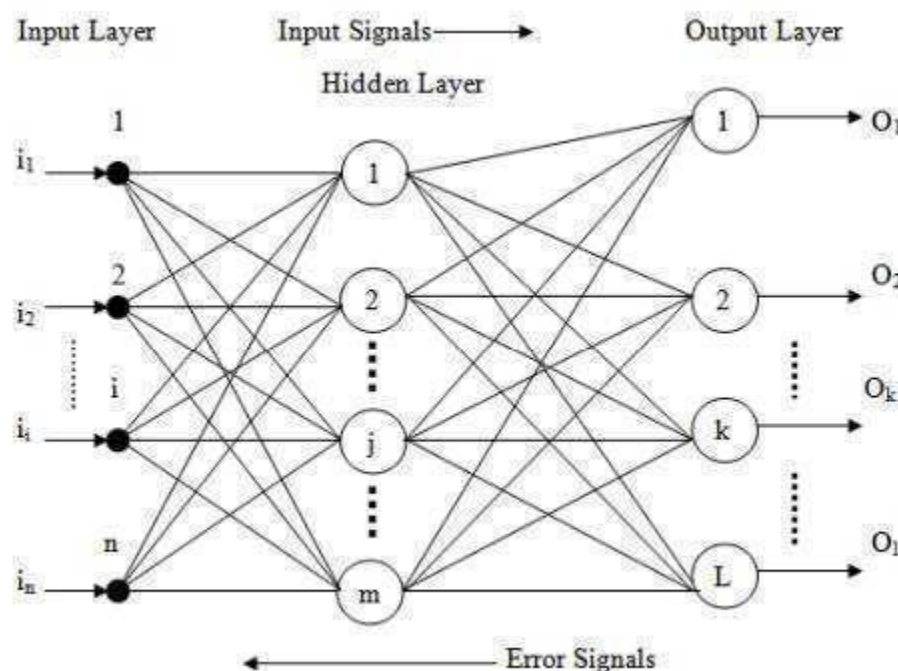 Input Layer Input Signals Output Layer
Hidden Layer
1 1 O1
i1 1
2 2 2 O2
i2
i k Ok
ii j
n L Ol
in m
Error Signals